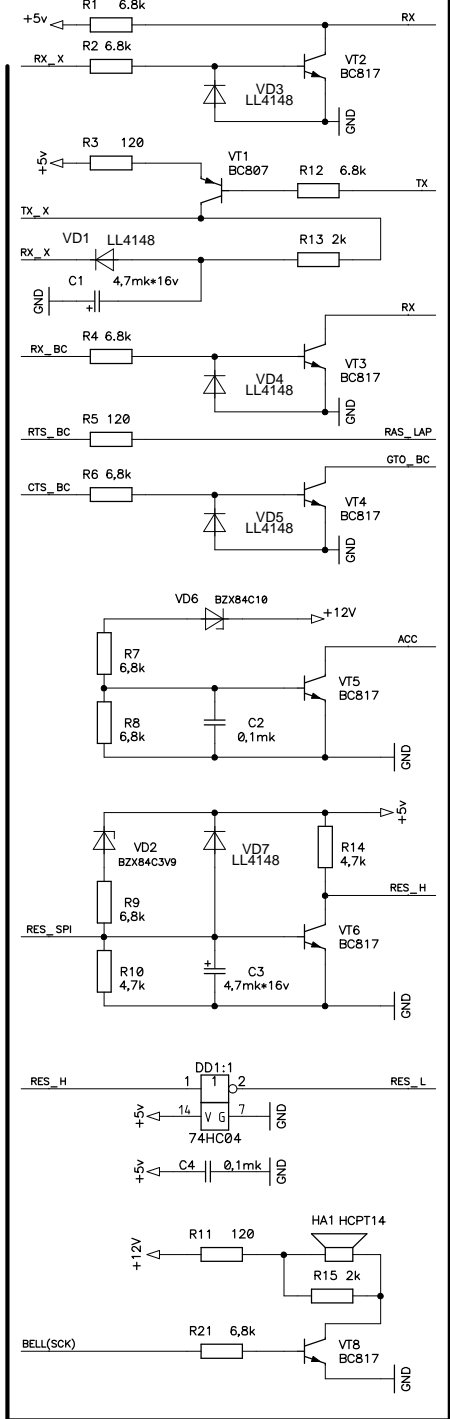 R1 6.8k
+5v
RX
RX_X
R2 6.8k
VT2
BC817
VD3
LL4148
GND
R3 120
+5v
VT1
BC807
R12 6.8k
TX
TX_X
RX_X
VD1 LL4148
R13 2k
C1 4,7mk*16v
GND
RX
RX_BC
R4 6.8k
VT3
BC817
VD4
LL4148
GND
R5 120
RTS_BC
RAS_LAP
GTO_BC
CTS_BC
R6 6,8k
VT4
BC817
VD5
LL4148
GND
VD6 BZX84C10
+12V
R7
6,8k
ACC
VT5
BC817
R8
6,8k
C2
0,1mk
GND
+5v
VD2
BZX84C3V9
VD7
LL4148
R14
4,7k
RES_H
R9
6,8k
RES_SPI
VT6
BC817
R10
4,7k
C3
4,7mk*16v
GND
DD1:1
RES_H
1 1 2
RES_L
+5v
14 V G 7
GND
74HC04
+5v
C4 0,1mk
GND
HA1 HCPT14
R11 120
+12V
R15 2k
R21 6,8k
BELL(SCK)
VT8
BC817
GND